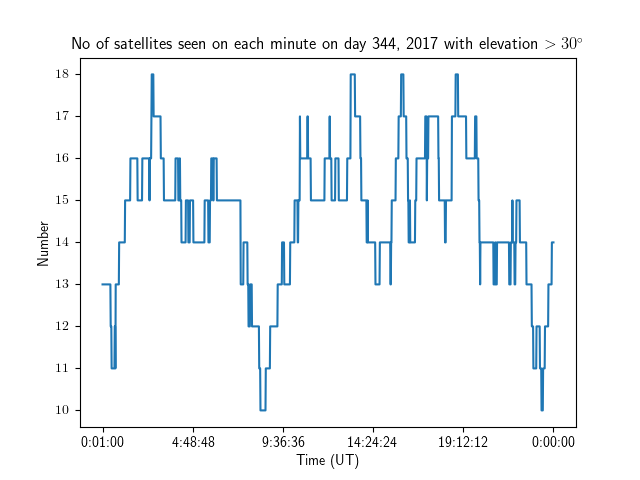 No of satellites seen on each minute on day 344, 2017 with elevation > 30°
18
17
16
15
14
13
12
11
10
Number
0:01:00 4:48:48 9:36:36 14:24:24 19:12:12 0:00:00
Time (UT)